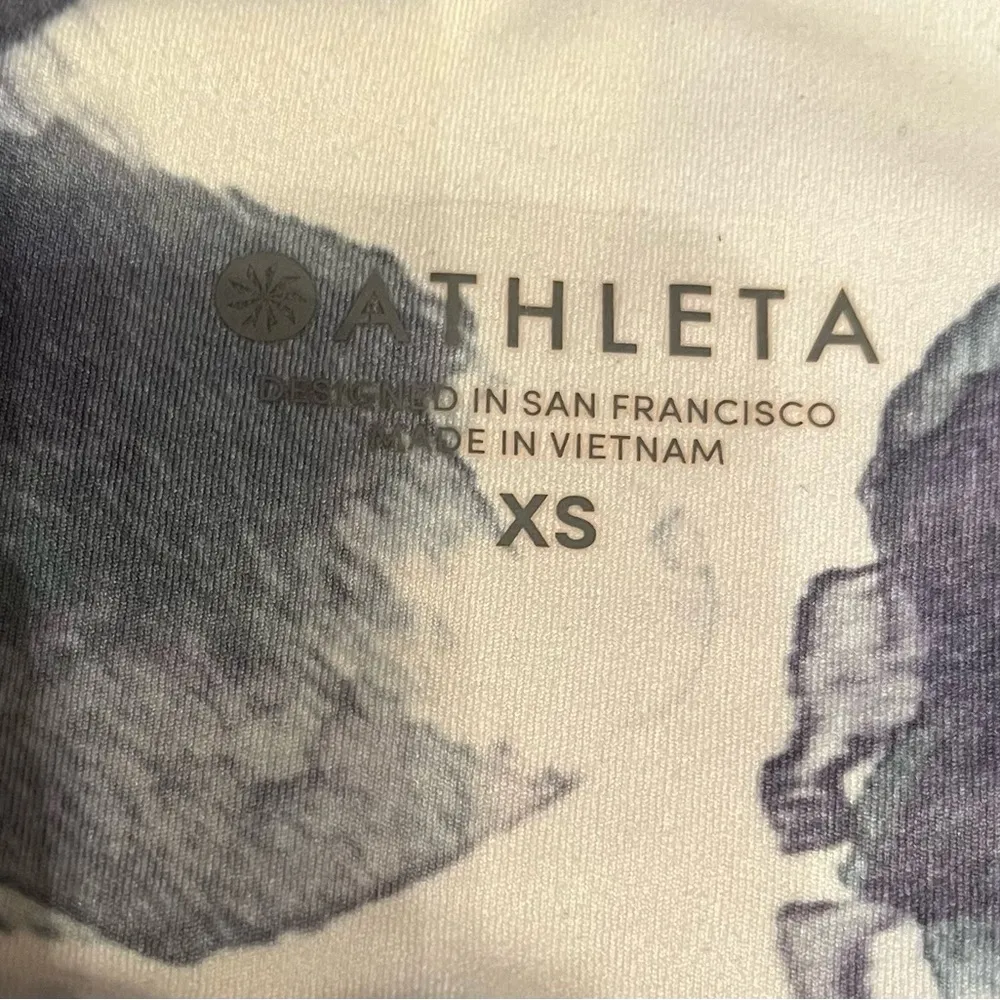 ATHLETA
DESIGNED IN SAN FRANCISCO
MADE IN VIETNAM
XS